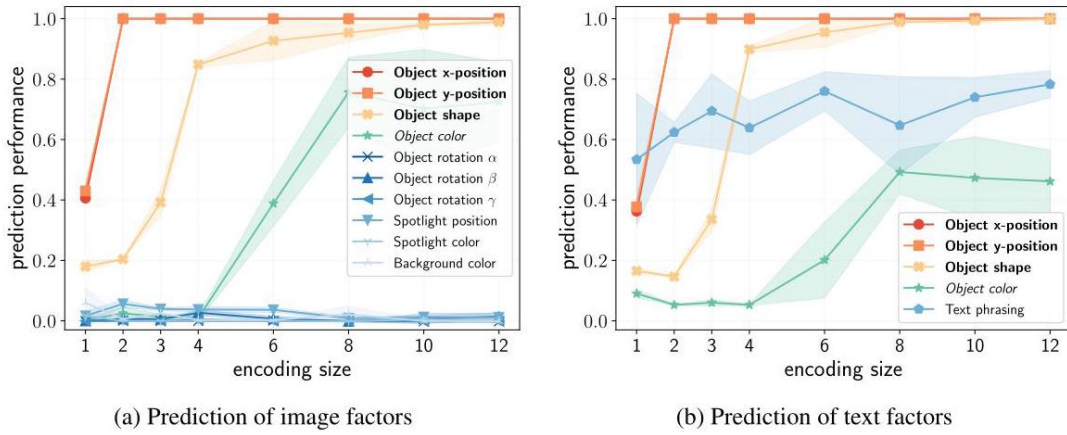 1.0
0.8
0.6
0.4
0.2
0.0
prediction performance
Object x-position
Object y-position
Object shape
Object color
Object rotation α
Object rotation β
Object rotation γ
Spotlight position
Spotlight color
Background color
1 2 3 4 6 8 10 12
encoding size
(a) Prediction of image factors
1.0
0.8
0.6
0.4
0.2
0.0
prediction performance
Object x-position
Object y-position
Object shape
Object color
Text phrasing
1 2 3 4 6 8 10 12
encoding size
(b) Prediction of text factors